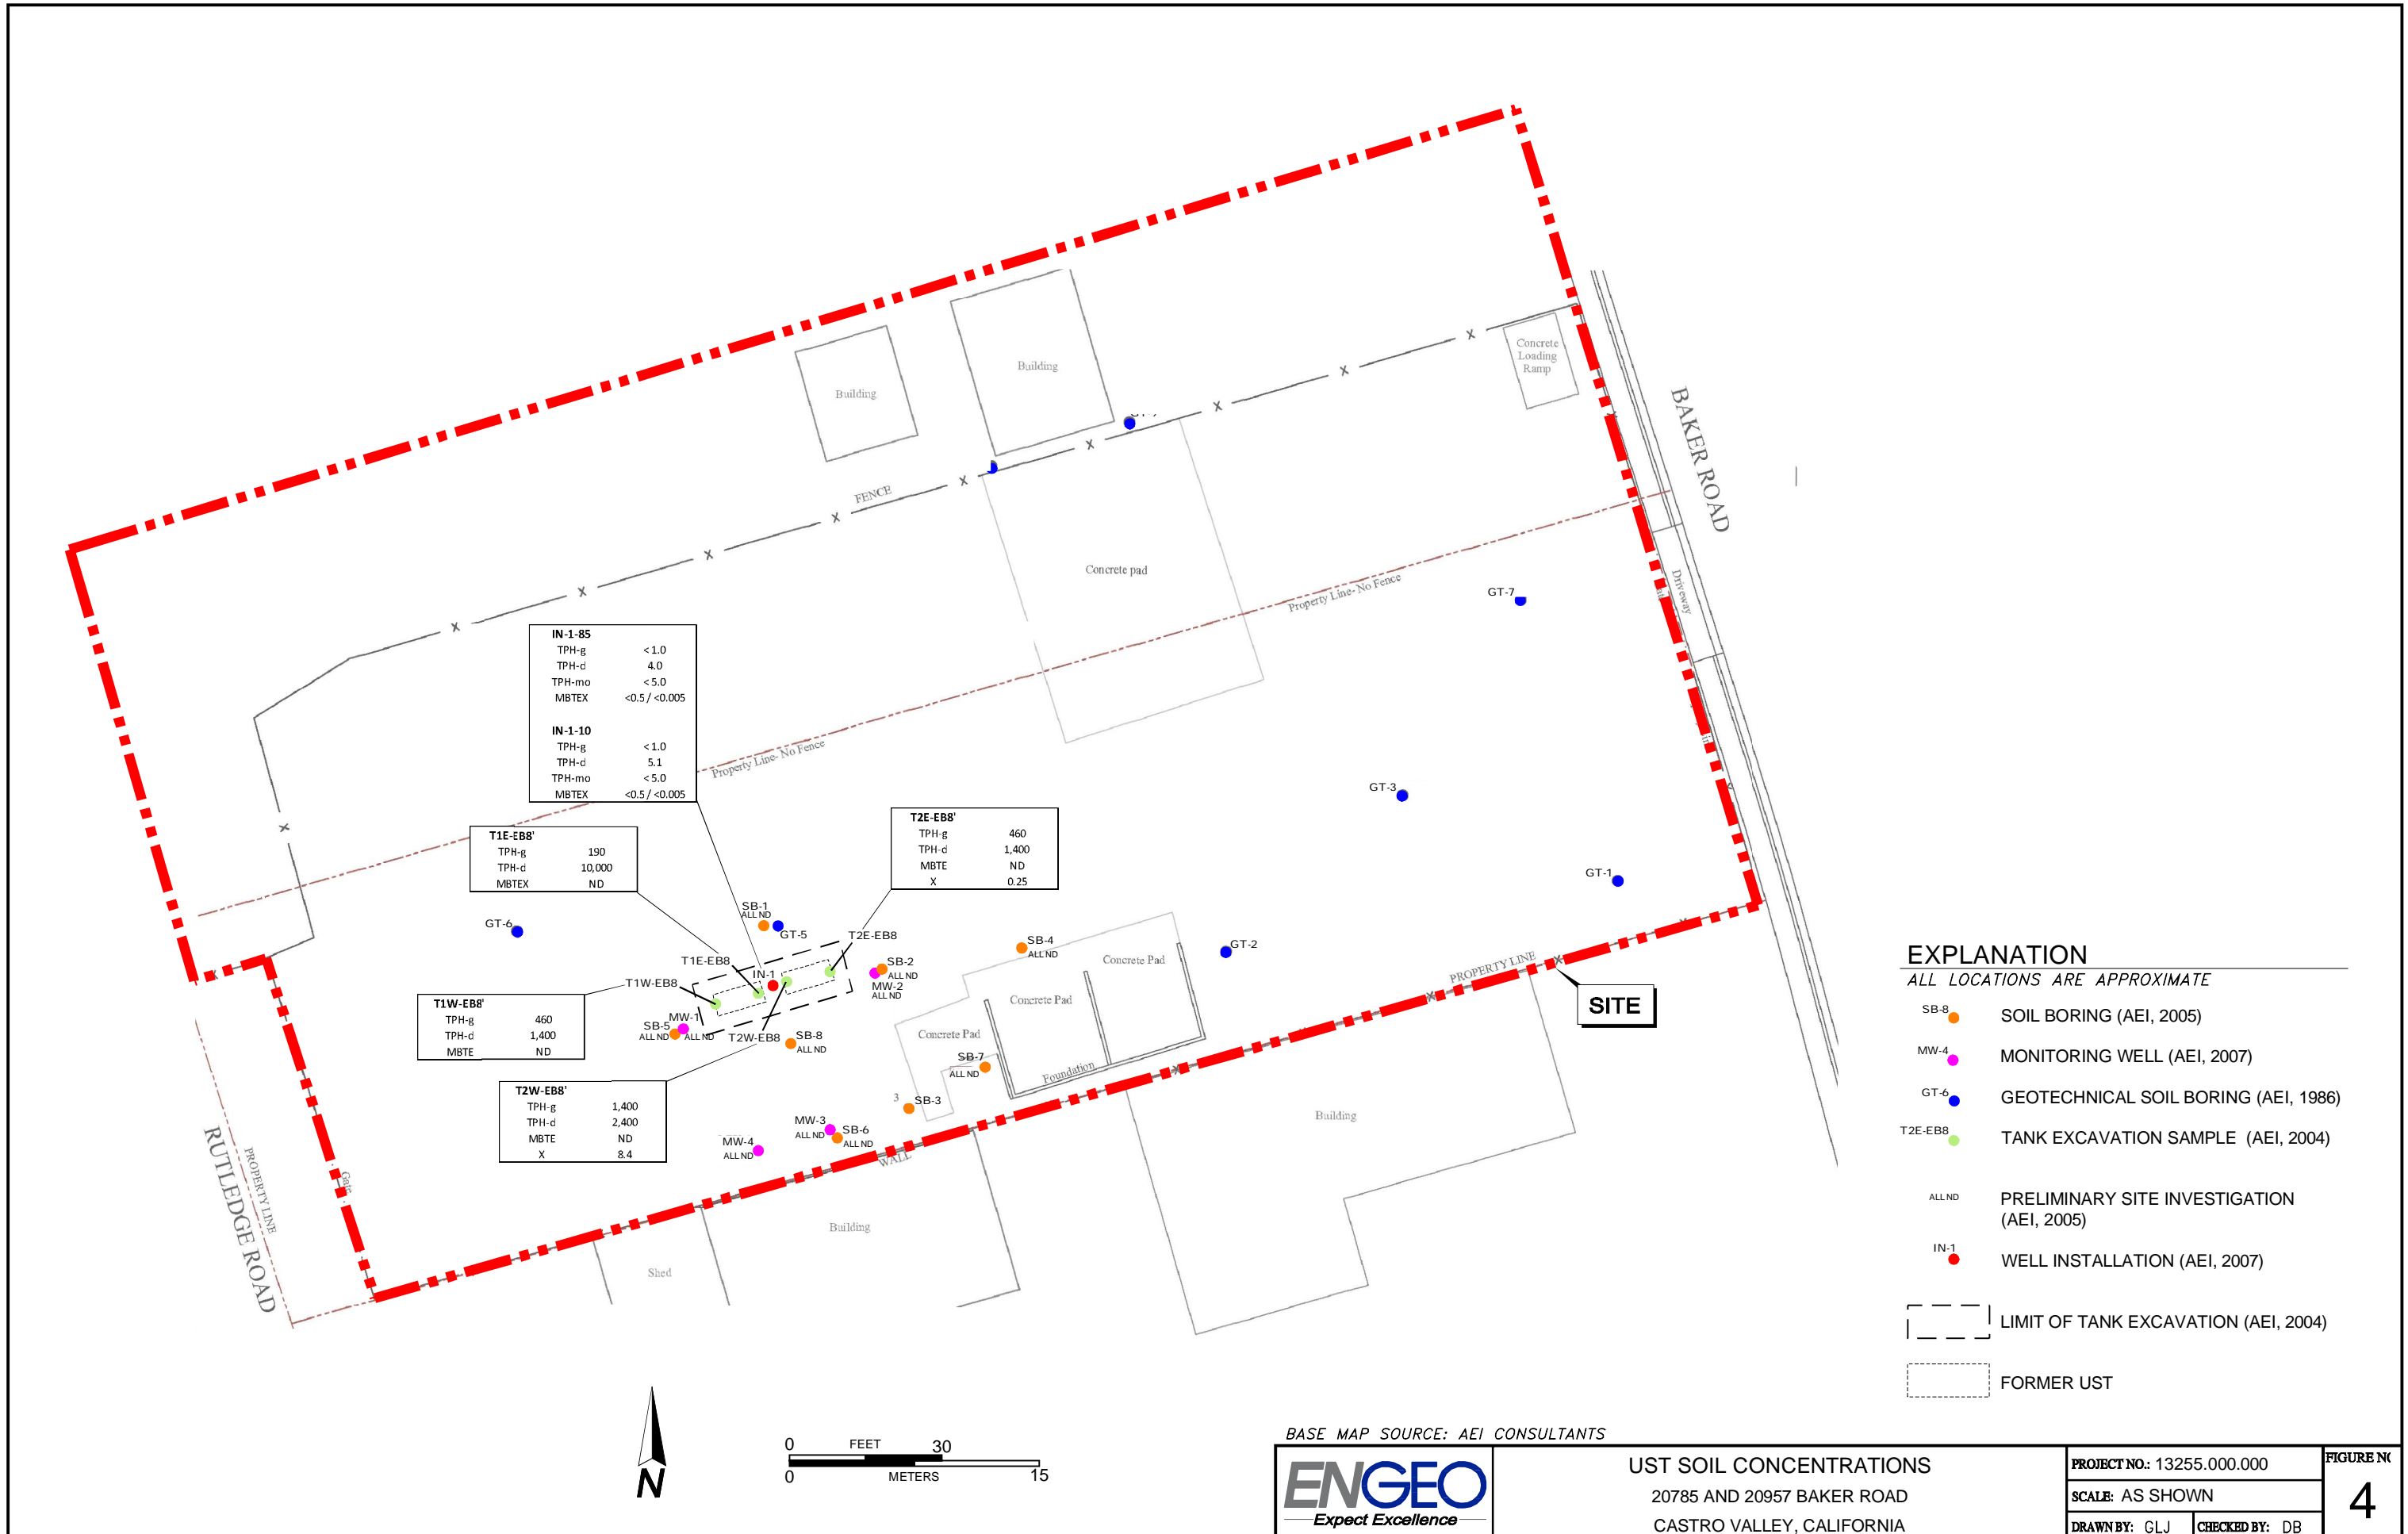 Building
Building
Concrete
Loading
Ramp
BAKER ROAD
FENCE
Concrete pad
Property Line- No Fence
Driveway
GT-7
IN-1-85
TPH-g <1.0
TPH-d 4.0
TPH-mo <5.0
MBTEX <0.5 / <0.005
IN-1-10
TPH-g <1.0
TPH-d 5.1
TPH-mo <5.0
MBTEX <0.5 / <0.005
Property Line- No Fence
GT-3
T1E-EB8'
TPH-g 190
TPH-d 10,000
MBTEX ND
T2E-EB8'
TPH-g 460
TPH-d 1,400
MBTE ND
X 0.25
GT-1
GT-6
SB-1
ALL ND
GT-5
T2E-EB8
SB-4
ALL ND
GT-2
T1E-EB8
IN-1
SB-2
ALL ND
MW-2
ALL ND
Concrete Pad
T1W-EB8
Concrete Pad
PROPERTY LINE
SITE
T1W-EB8'
TPH-g 460
TPH-d 1,400
MBTE ND
MW-1
SB-5
ALL ND
ALL ND
T2W-EB8
SB-8
ALL ND
Concrete Pad
SB-7
ALL ND
Foundation
T2W-EB8'
TPH-g 1,400
TPH-d 2,400
MBTE ND
X 8.4
3
SB-3
MW-3
ALL ND
SB-6
ALL ND
MW-4
ALL ND
WALL
Building
Building
Shed
RUTLEDGE ROAD
PROPERTY LINE
Gate
EXPLANATION
ALL LOCATIONS ARE APPROXIMATE
SB-8 SOIL BORING (AEI, 2005)
MW-4 MONITORING WELL (AEI, 2007)
GT-6 GEOTECHNICAL SOIL BORING (AEI, 1986)
T2E-EB8 TANK EXCAVATION SAMPLE (AEI, 2004)
ALL ND PRELIMINARY SITE INVESTIGATION
(AEI, 2005)
IN-1 WELL INSTALLATION (AEI, 2007)
LIMIT OF TANK EXCAVATION (AEI, 2004)
FORMER UST
N
0 FEET 30
0 METERS 15
BASE MAP SOURCE: AEI CONSULTANTS
ENGEO
Expect Excellence
UST SOIL CONCENTRATIONS
20785 AND 20957 BAKER ROAD
CASTRO VALLEY, CALIFORNIA
PROJECT NO.: 13255.000.000
SCALE: AS SHOWN
DRAWN BY: GLJ CHECKED BY: DB
FIGURE NO
4